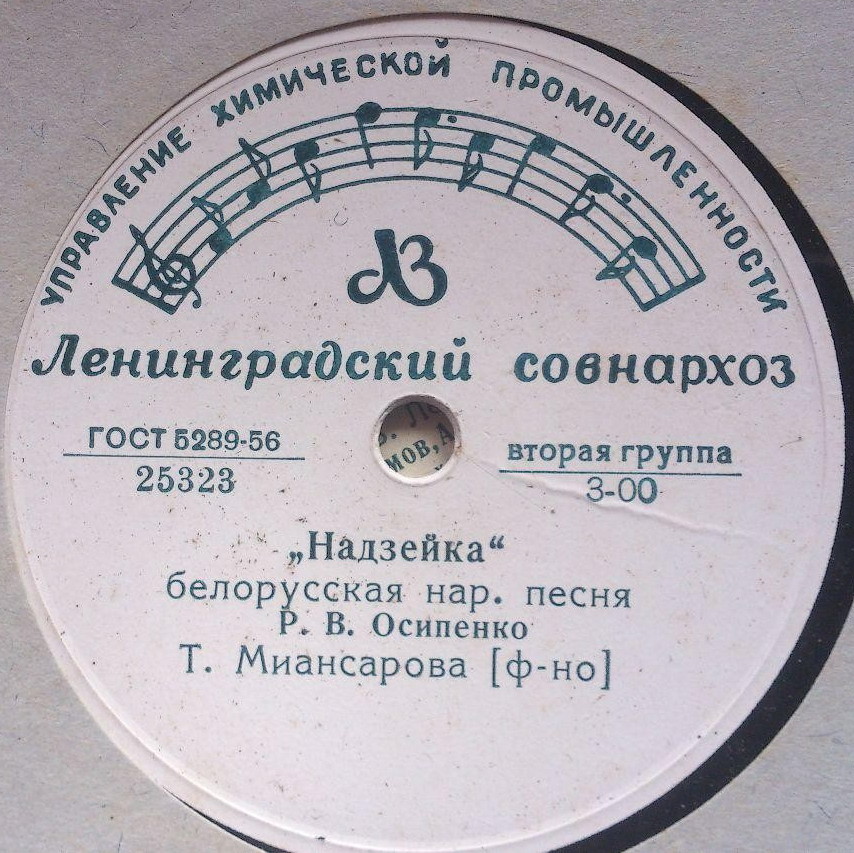 УПРАВЛЕНИЕ ХИМИЧЕСКОЙ ПРОМЫШЛЕННОСТИ
ЛЗ
Ленинградский совнархоз
ГОСТ 5289-56
25323
вторая группа
3-00
„Надзейка“
белорусская нар. песня
Р. В. Осипенко
Т. Миансарова [ф-но]